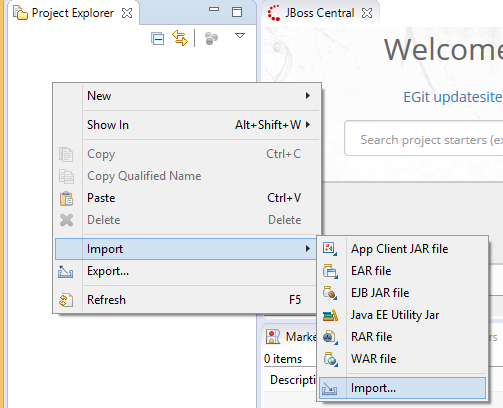 Project Explorer
JBoss Central
Welcome
EGit updatesite
Search project starters (e
New
Show In Alt+Shift+W
Copy Ctrl+C
Copy Qualified Name
Paste Ctrl+V
Delete Delete
Import
Export...
Refresh F5
App Client JAR file
EAR file
EJB JAR file
Java EE Utility Jar
RAR file
WAR file
Import...
Marke
rs
0 items
Descripti